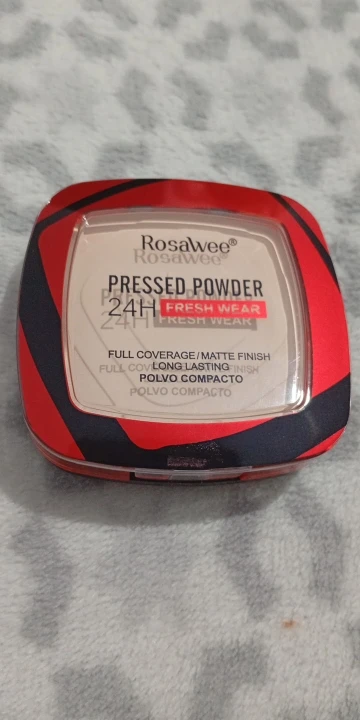 RosaWee®
PRESSED POWDER
24H FRESH WEAR
FULL COVERAGE/MATTE FINISH
LONG LASTING
POLVO COMPACTO